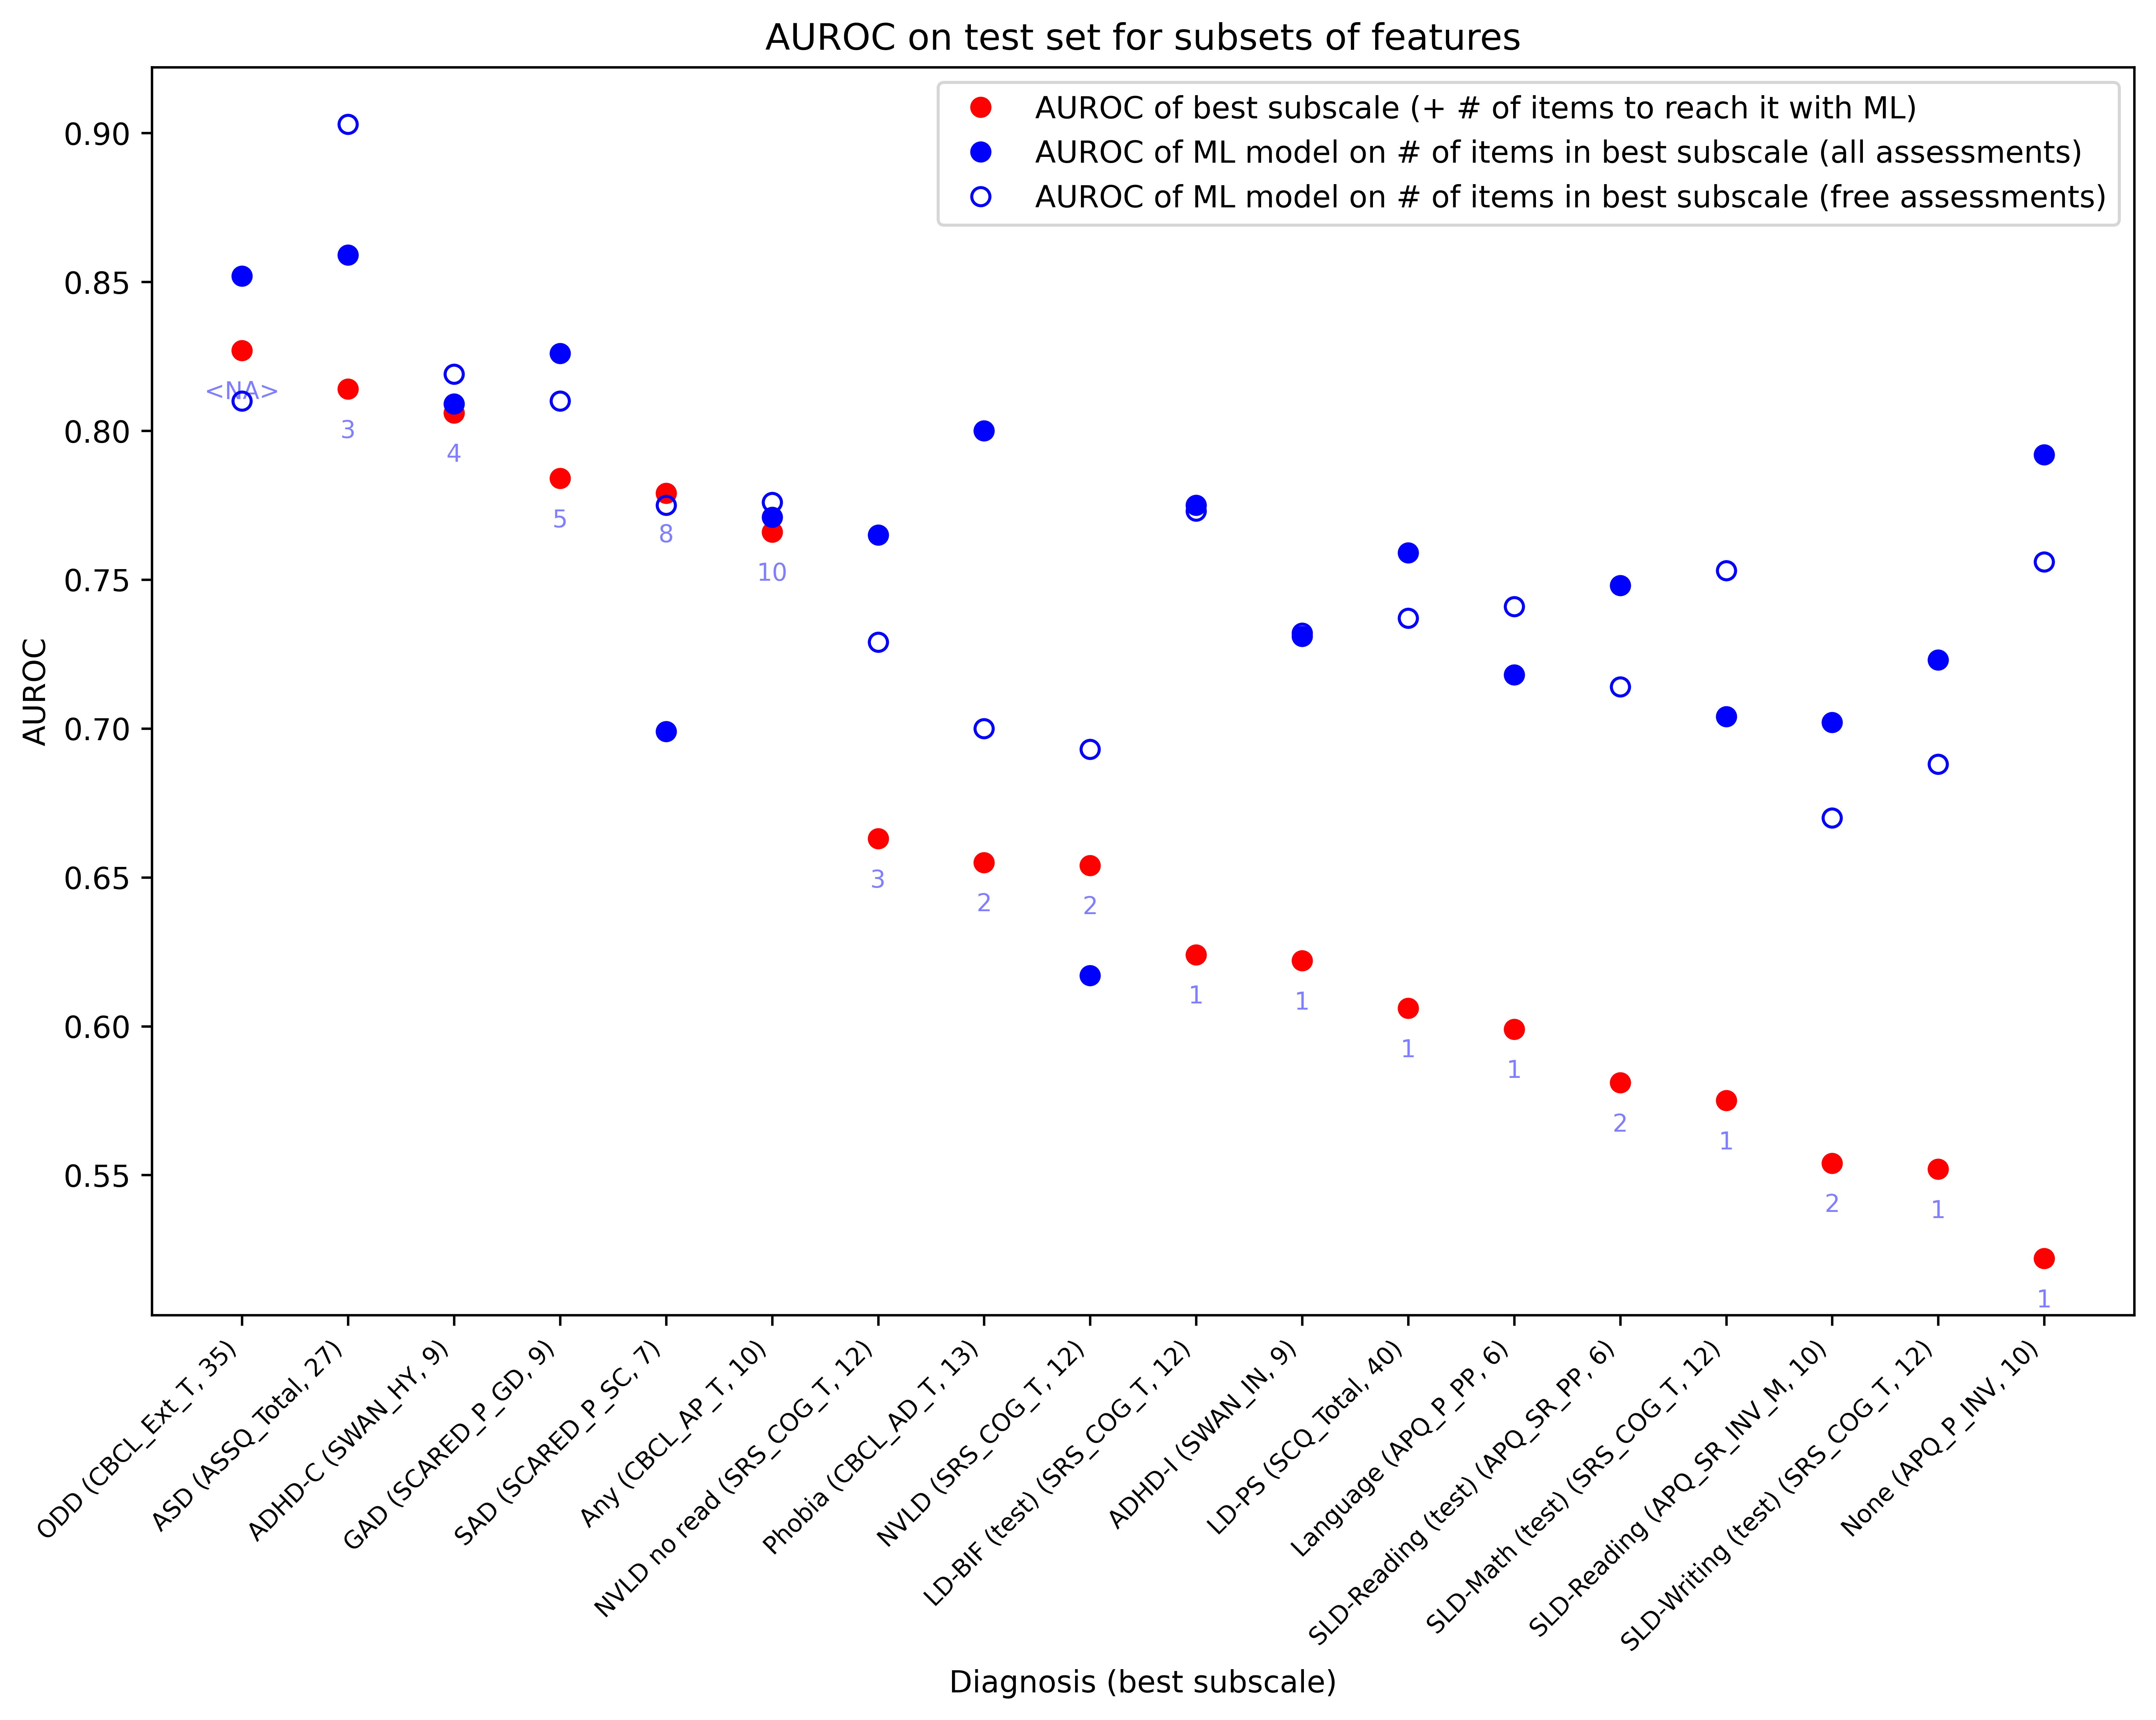 AUROC on test set for subsets of features
AUROC of best subscale (+ # of items to reach it with ML)
AUROC of ML model on # of items in best subscale (all assessments)
AUROC of ML model on # of items in best subscale (free assessments)
AUROC
0.90
0.85
0.80
0.75
0.70
0.65
0.60
0.55
<NA>
3
4
5
8
10
3
2
2
1
1
1
1
2
1
2
1
1
ODD (CBCL_Ext_T, 35)
ASD (ASSQ_Total, 27)
ADHD-C (SWAN_HY, 9)
GAD (SCARED_P_GD, 9)
SAD (SCARED_P_SC, 7)
Any (CBCL_AP_T, 10)
NVLD no read (SRS_COG_T, 12)
Phobia (CBCL_AD_T, 13)
NVLD (SRS_COG_T, 12)
LD-BIF (test) (SRS_COG_T, 12)
ADHD-I (SWAN_IN, 9)
LD-PS (SCQ_Total, 40)
Language (APQ_P_PP, 6)
SLD-Reading (test) (APQ_SR_PP, 6)
SLD-Math (test) (SRS_COG_T, 12)
SLD-Reading (APQ_SR_INV_M, 10)
SLD-Writing (test) (SRS_COG_T, 12)
None (APQ_P_INV, 10)
Diagnosis (best subscale)